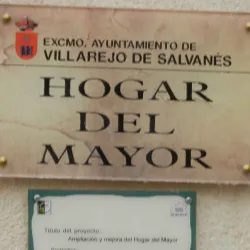 EXCMO. AYUNTAMIENTO DE
VILLAREJO DE SALVANÉS
HOGAR
DEL
MAYOR
Título del proyecto:
Ampliación y mejora del Hogar del Mayor